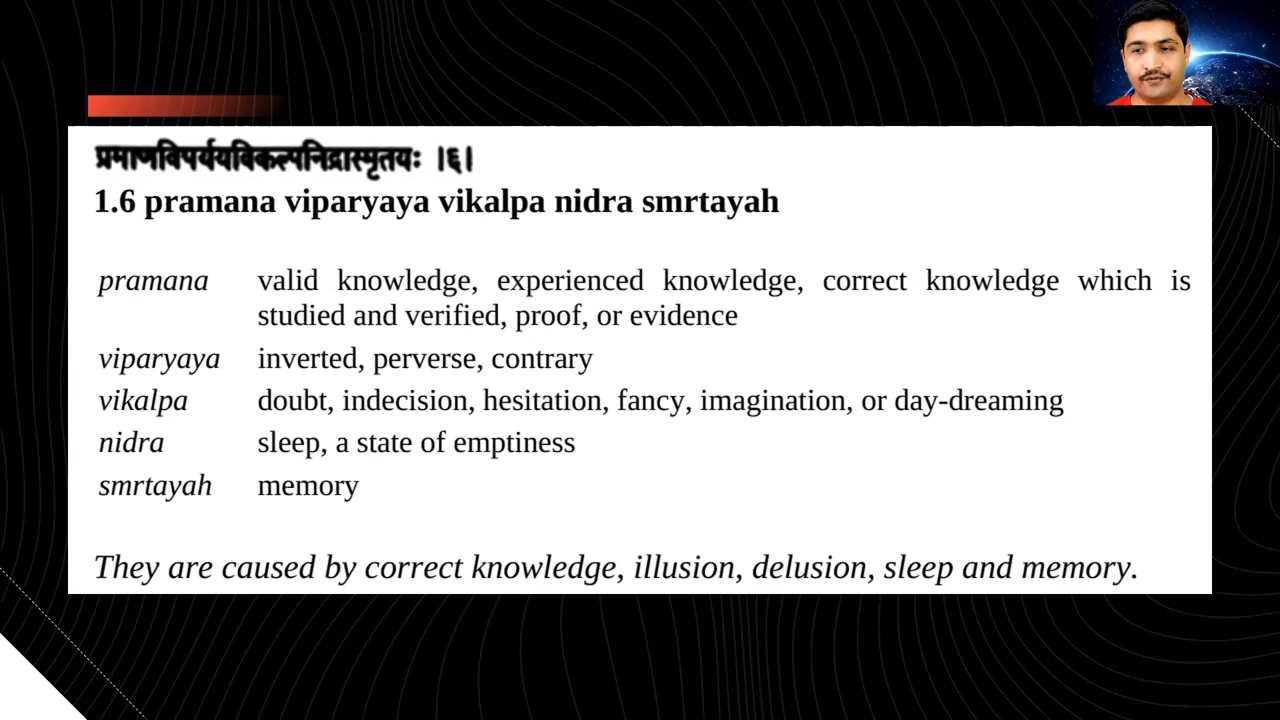 प्रमाणविपर्ययविकल्पनिद्रास्मृतयः ।६।
1.6 pramana viparyaya vikalpa nidra smrtayah
pramana valid knowledge, experienced knowledge, correct knowledge which is
studied and verified, proof, or evidence
viparyaya inverted, perverse, contrary
vikalpa doubt, indecision, hesitation, fancy, imagination, or day-dreaming
nidra sleep, a state of emptiness
smrtayah memory
They are caused by correct knowledge, illusion, delusion, sleep and memory.